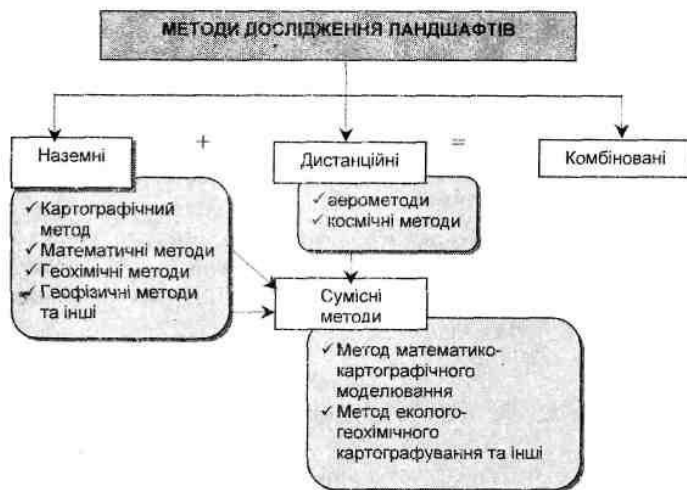 МЕТОДИ ДОСЛІДЖЕННЯ ЛАНДШАФТІВ
Наземні
+
Дистанційні
=
Комбіновані
✓ Картографічний
метод
✓ Математичні методи
✓ Геохімічні методи
✓ Геофізичні методи
та інші
✓ аерометоди
✓ космічні методи
Сумісні
методи
✓ Метод математико-
картографічного
моделювання
✓ Метод еколого-
геохімічного
картографування та інші